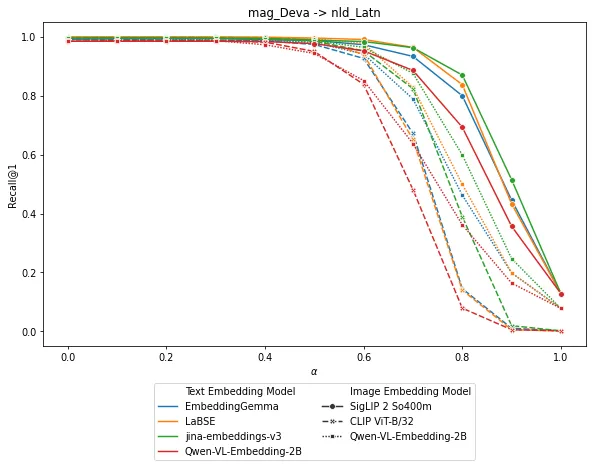 mag_Deva -> nld_Latn
1.0
0.8
0.6
0.4
0.2
0.0
Recall@1
0.0 0.2 0.4 0.6 0.8 1.0
α
Text Embedding Model Image Embedding Model
EmbeddingGemma SigLIP 2 So400m
LaBSE CLIP ViT-B/32
jina-embeddings-v3 Qwen-VL-Embedding-2B
Qwen-VL-Embedding-2B